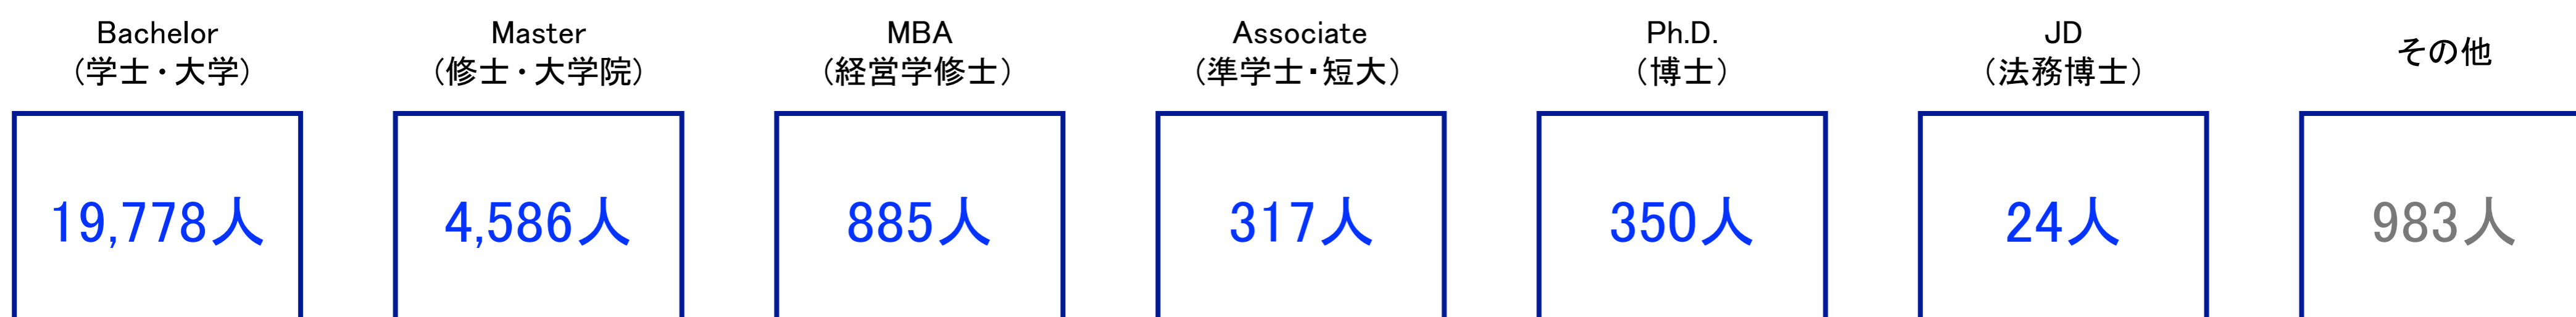 Bachelor
（学士・大学）
Master
（修士・大学院）
MBA
（経営学修士）
Associate
（準学士・短大）
Ph.D.
（博士）
JD
（法務博士）
その他
19,778人
4,586人
885人
317人
350人
24人
983人